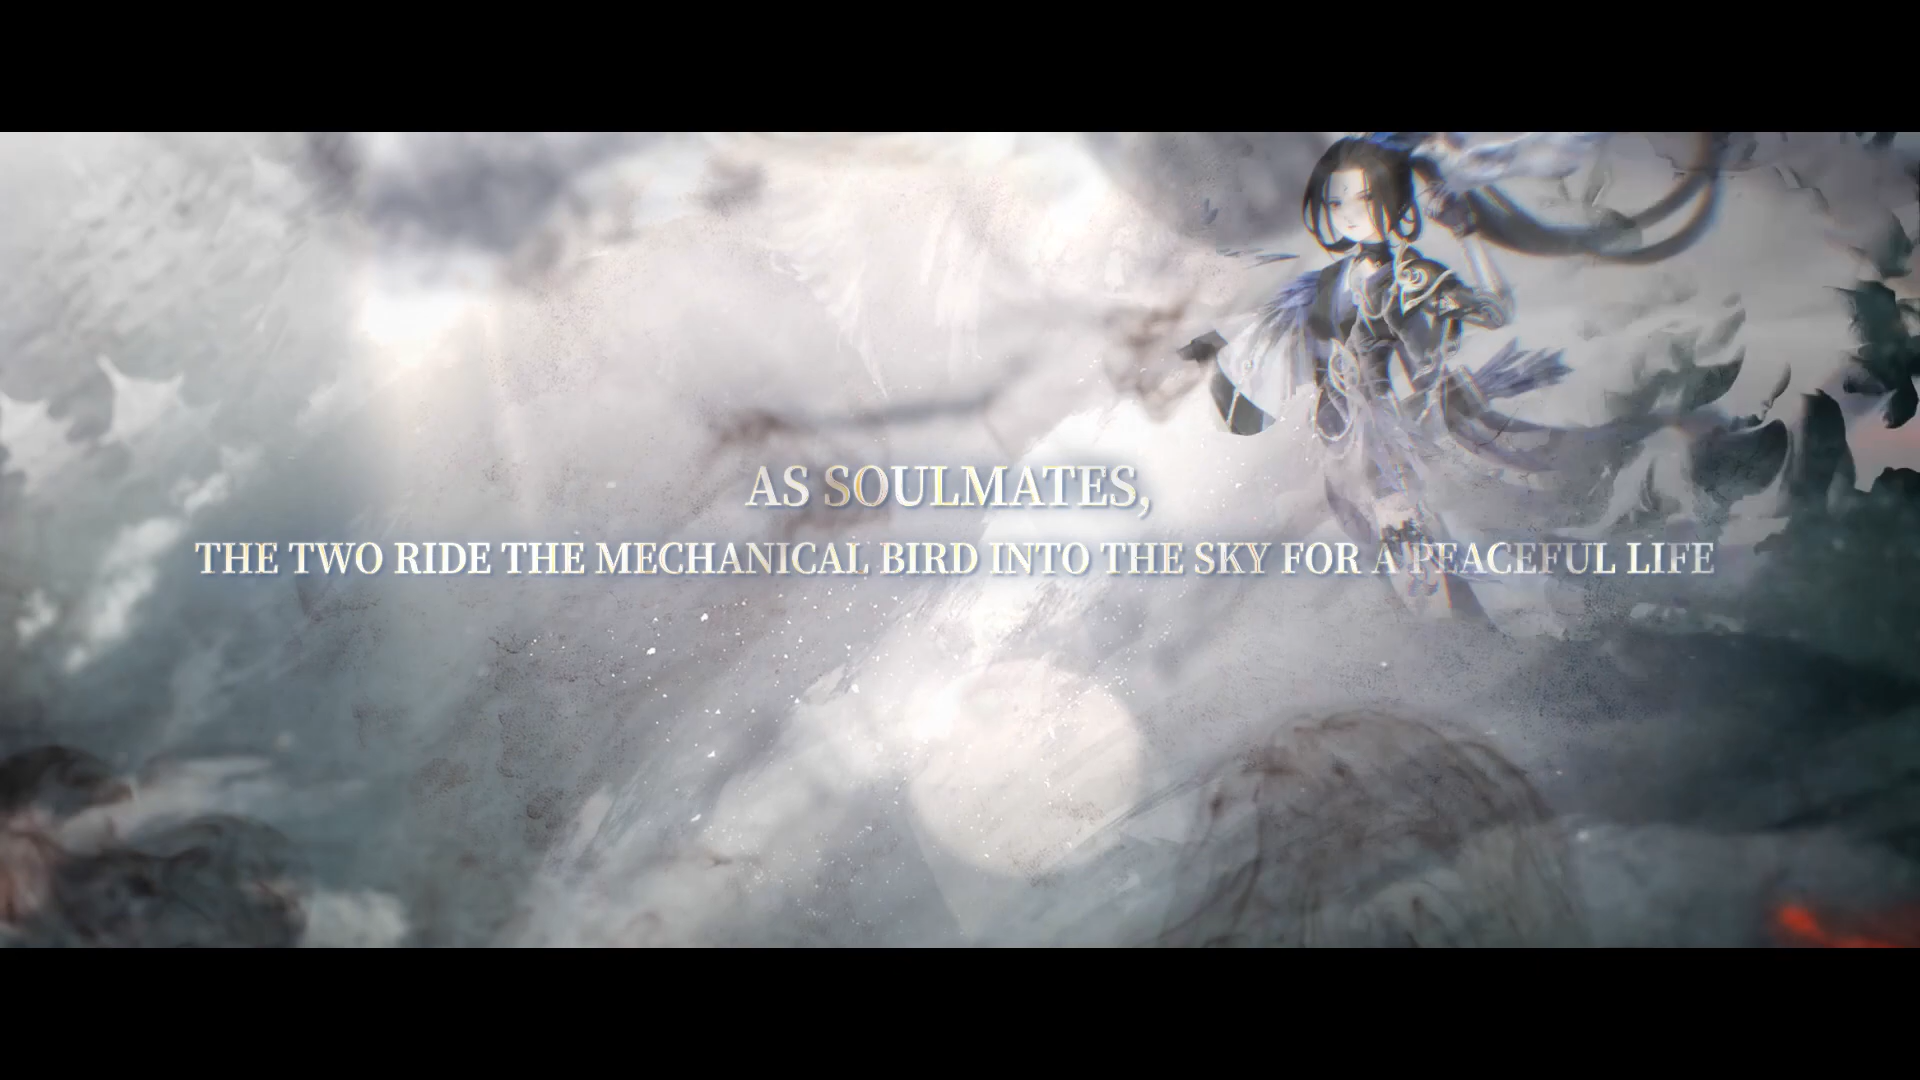 AS SOULMATES,
THE TWO RIDE THE MECHANICAL BIRD INTO THE SKY FOR A PEACEFUL LIFE